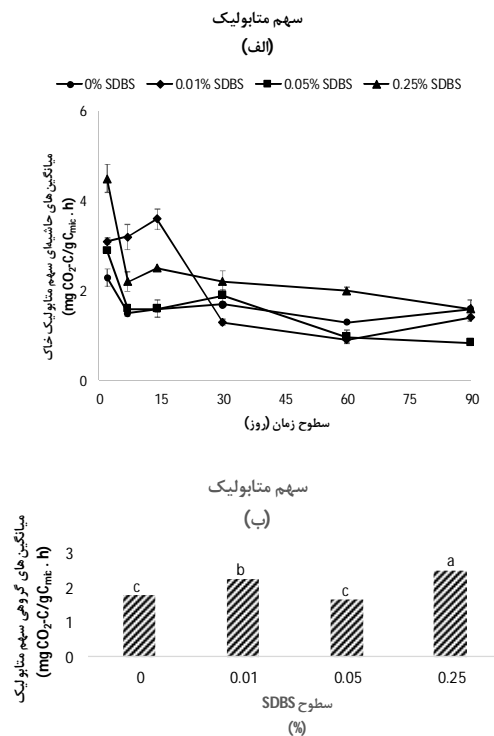 سهم متابولیک
(الف)
0% SDBS 0.01% SDBS 0.05% SDBS 0.25% SDBS
میانگین‌های حاشیه‌ای سهم متابولیک خاک
(mg CO₂-C/g Cₘᵢc . h)
6
4
2
0
0 15 30 45 60 75 90
سطوح زمان (روز)
سهم متابولیک
(ب)
میانگین‌های گروهی سهم متابولیک
(mg CO₂-C/g Cₘᵢc . h)
3
2
1
0
c b c a
0 0.01 0.05 0.25
سطوح SDBS
(%)